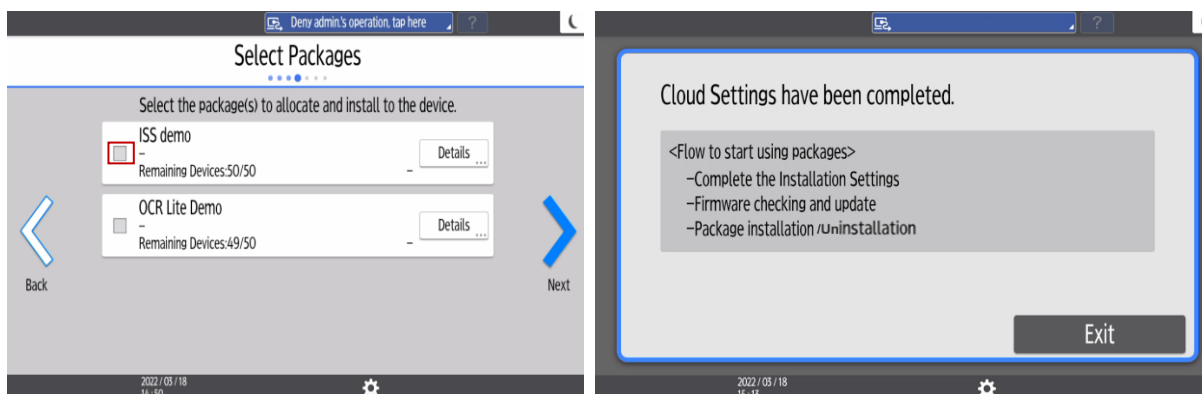 Deny admin.'s operation, tap here
?
Select Packages
Select the package(s) to allocate and install to the device.
ISS demo
–
Remaining Devices:50/50
–
Details
...
OCR Lite Demo
–
Remaining Devices:49/50
–
Details
...
Back
Next
2022 / 03 / 18
?
Cloud Settings have been completed.
<Flow to start using packages>
–Complete the Installation Settings
–Firmware checking and update
–Package installation /Uninstallation
Exit
2022 / 03 / 18